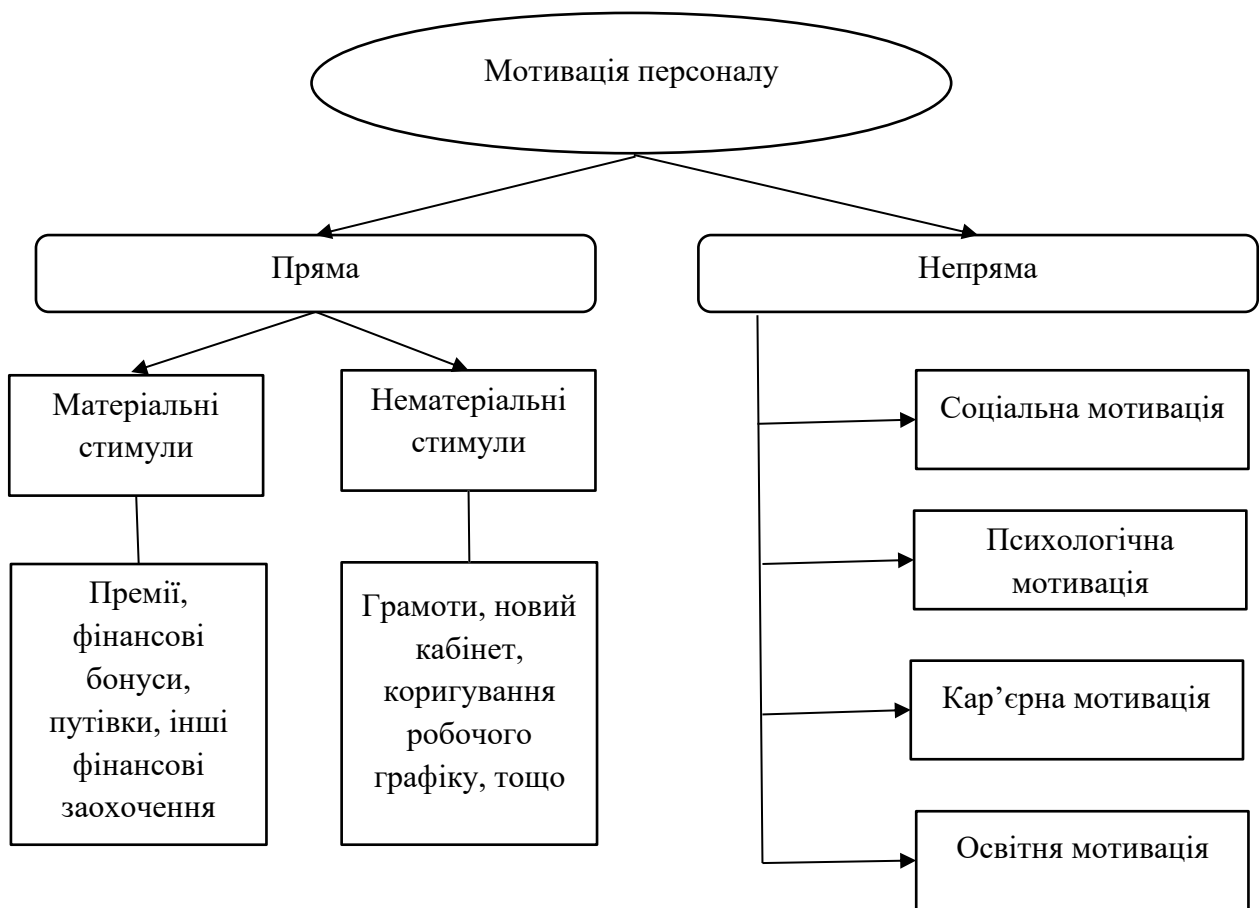 Мотивація персоналу
Пряма
Непряма
Матеріальні
стимули
Нематеріальні
стимули
Премії,
фінансові
бонуси,
путівки, інші
фінансові
заохочення
Грамоти, новий
кабінет,
коригування
робочого
графіку, тощо
Соціальна мотивація
Психологічна
мотивація
Кар’єрна мотивація
Освітня мотивація